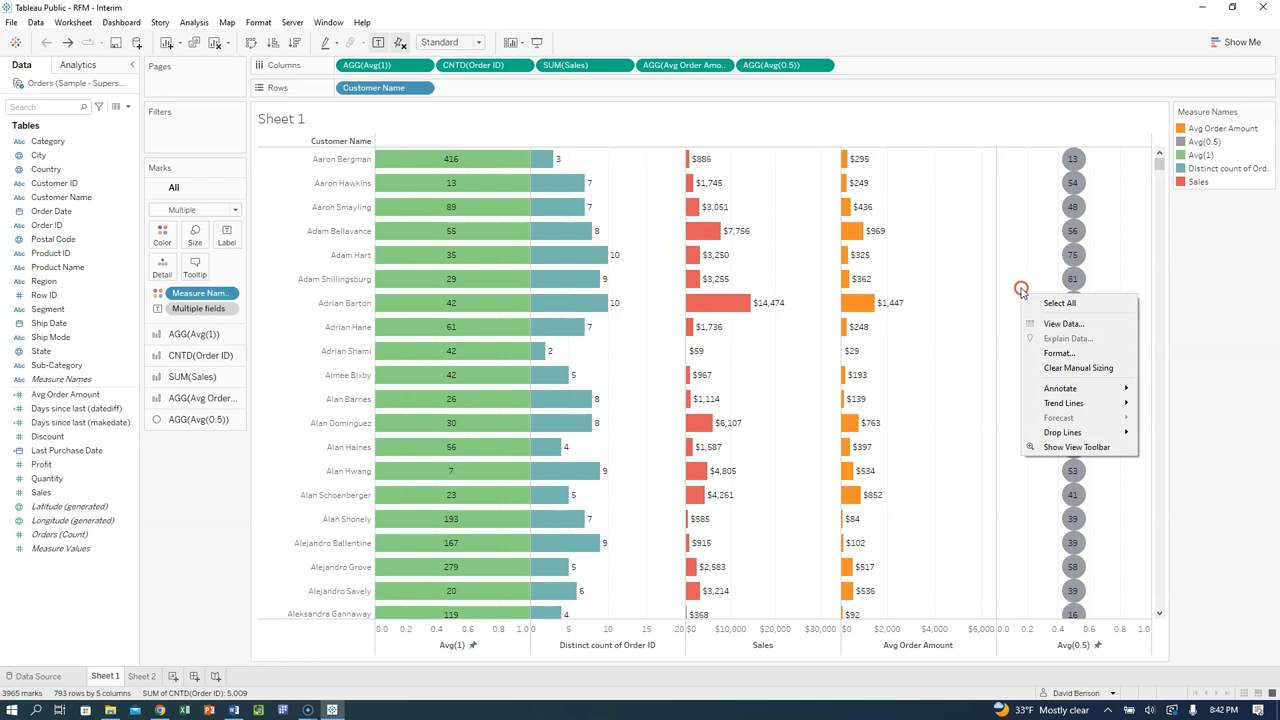 Tableau Public - RFM - Interim
File Data Worksheet Dashboard Story Analysis Map Format Server Window Help
Standard
Show Me
Data Analytics
Orders (Sample - Supers...
Search
Tables
Category
City
Country
Customer ID
Customer Name
Order Date
Order ID
Postal Code
Product ID
Product Name
Region
Row ID
Segment
Ship Date
Ship Mode
State
Sub-Category
Measure Names
Avg Order Amount
Days since last (datediff)
Days since last (makedate)
Discount
Last Purchase Date
Profit
Quantity
Sales
Latitude (generated)
Longitude (generated)
Orders (Count)
Measure Values
Pages
Filters
Marks
All
Multiple
Color Size Label
Detail Tooltip
Measure Nam..
Multiple fields
AGG(Avg(1))
CNTD(Order ID)
SUM(Sales)
AGG(Avg Order...
AGG(Avg(0.5))
Columns AGG(Avg(1)) CNTD(Order ID) SUM(Sales) AGG(Avg Order Amo.. AGG(Avg(0.5))
Rows Customer Name
Sheet 1
Customer Name
Aaron Bergman 416 3 $886 $295 13
Aaron Hawkins 13 7 $1,745 $249 54
Aaron Smayling 89 7 $3,051 $436 48
Adam Bellavance 55 8 $7,756 $969 56
Adam Hart 35 10 $3,250 $325 75
Adam Shillingsburg 29 9 $3,255 $362 81
Adrian Barton 42 10 $14,474 $1,447
Adrian Hane 61 7 $1,736 $248
Adrian Shami 42 2 $59 $29
Aimee Bixby 42 5 $967 $193
Alan Barnes 26 8 $1,114 $139
Alan Dominguez 30 8 $6,107 $763
Alan Haines 56 4 $1,587 $397
Alan Hwang 7 9 $4,805 $534 53
Alan Schoenberger 23 5 $4,261 $852 41
Alan Shonely 193 7 $585 $84 39
Alejandro Ballentine 167 9 $915 $102 39
Alejandro Grove 279 5 $2,583 $517 58
Alejandro Savely 20 6 $3,214 $536 39
Aleksandra Gannaway 119 4 $368 $92 16
0.0 0.2 0.4 0.6 0.8 1.0 0 5 10 15 20 $0 $10,000 $20,000 $30,000 $0 $2,000 $4,000 $6,000 0.0 0.2 0.4 0.6 0.8 1.0
Avg(1) Distinct count of Order ID Sales Avg Order Amount Avg(0.5)
Select All
View Data...
Explain Data...
Format...
Clear Manual Sizing
Annotate
Trend Lines
Forecast
Drop Lines
Show View Toolbar
Measure Names
Avg Order Amount
Avg(0.5)
Avg(1)
Distinct count of Ord..
Sales
Data Source Sheet 1 Sheet 2
3965 marks 793 rows by 5 columns SUM of CNTD(Order ID): 5,009
David Benson
33°F Mostly clear 8:42 PM